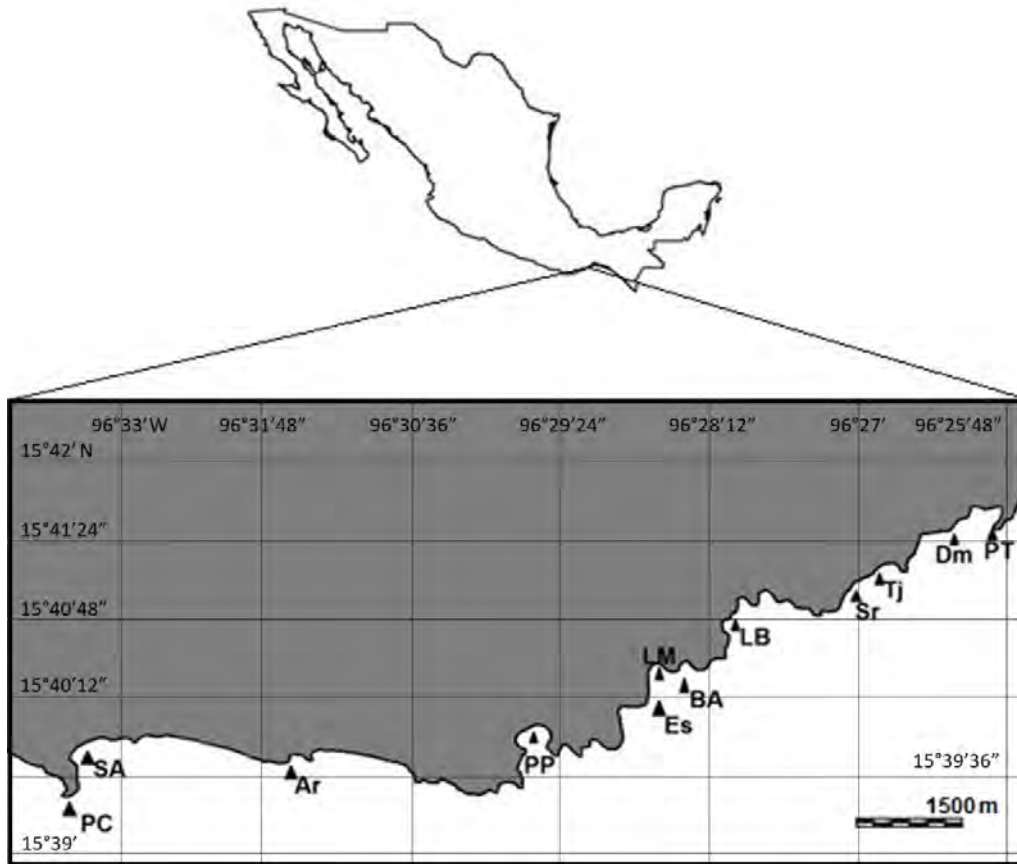 96°33′W 96°31′48″ 96°30′36″ 96°29′24″ 96°28′12″ 96°27′ 96°25′48″
15°42′ N
15°41′24″
Dm PT
Tj
Sr
15°40′48″
LB
LM
15°40′12″
BA
Es
SA
PP
15°39′36″
Ar
PC
1500 m
15°39′